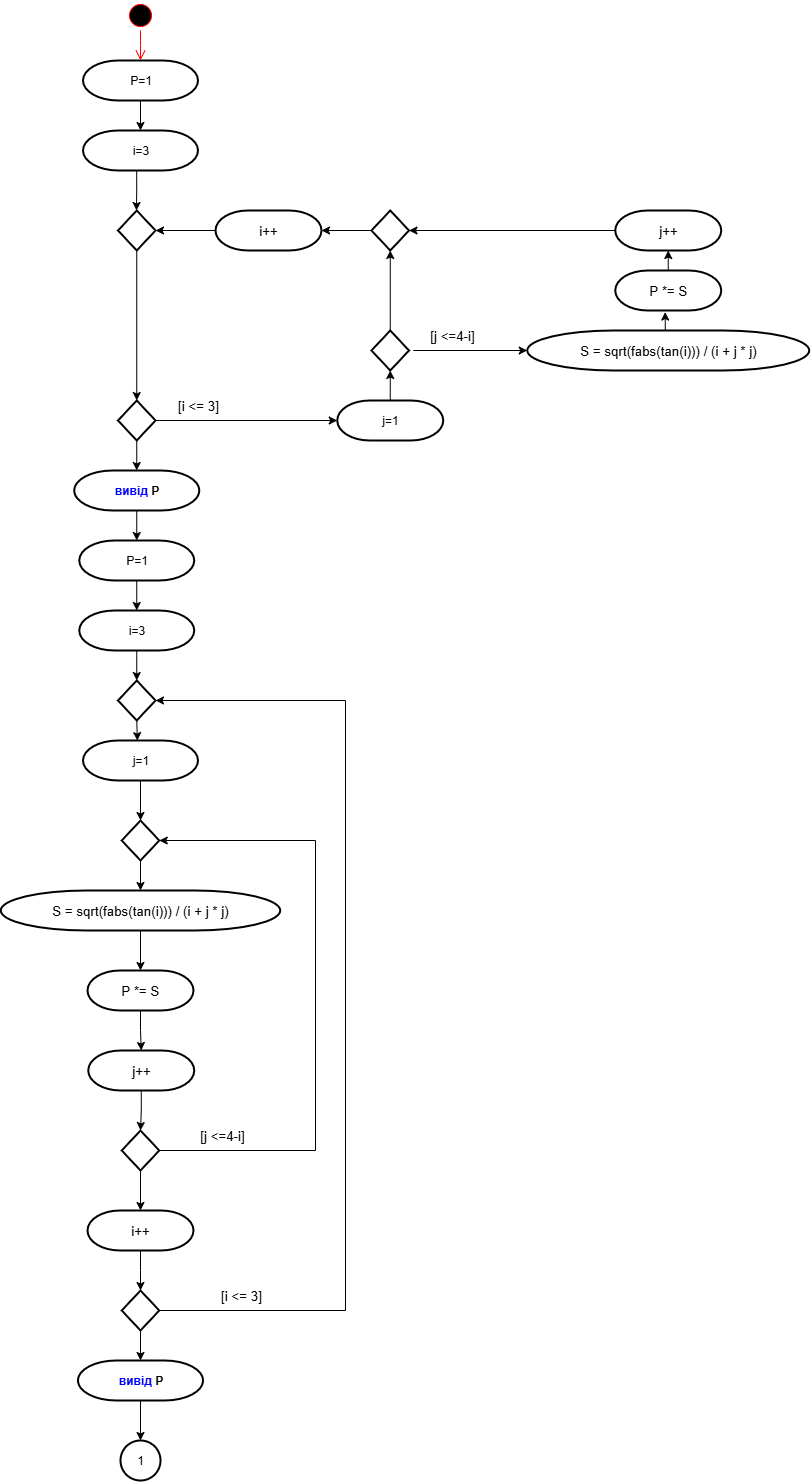 P=1
i=3
i++
j++
P *= S
[j <=4-i]
S = sqrt(fabs(tan(i))) / (i + j * j)
[i <= 3]
j=1
вивід P
P=1
i=3
j=1
S = sqrt(fabs(tan(i))) / (i + j * j)
P *= S
j++
[j <=4-i]
i++
[i <= 3]
вивід P
1